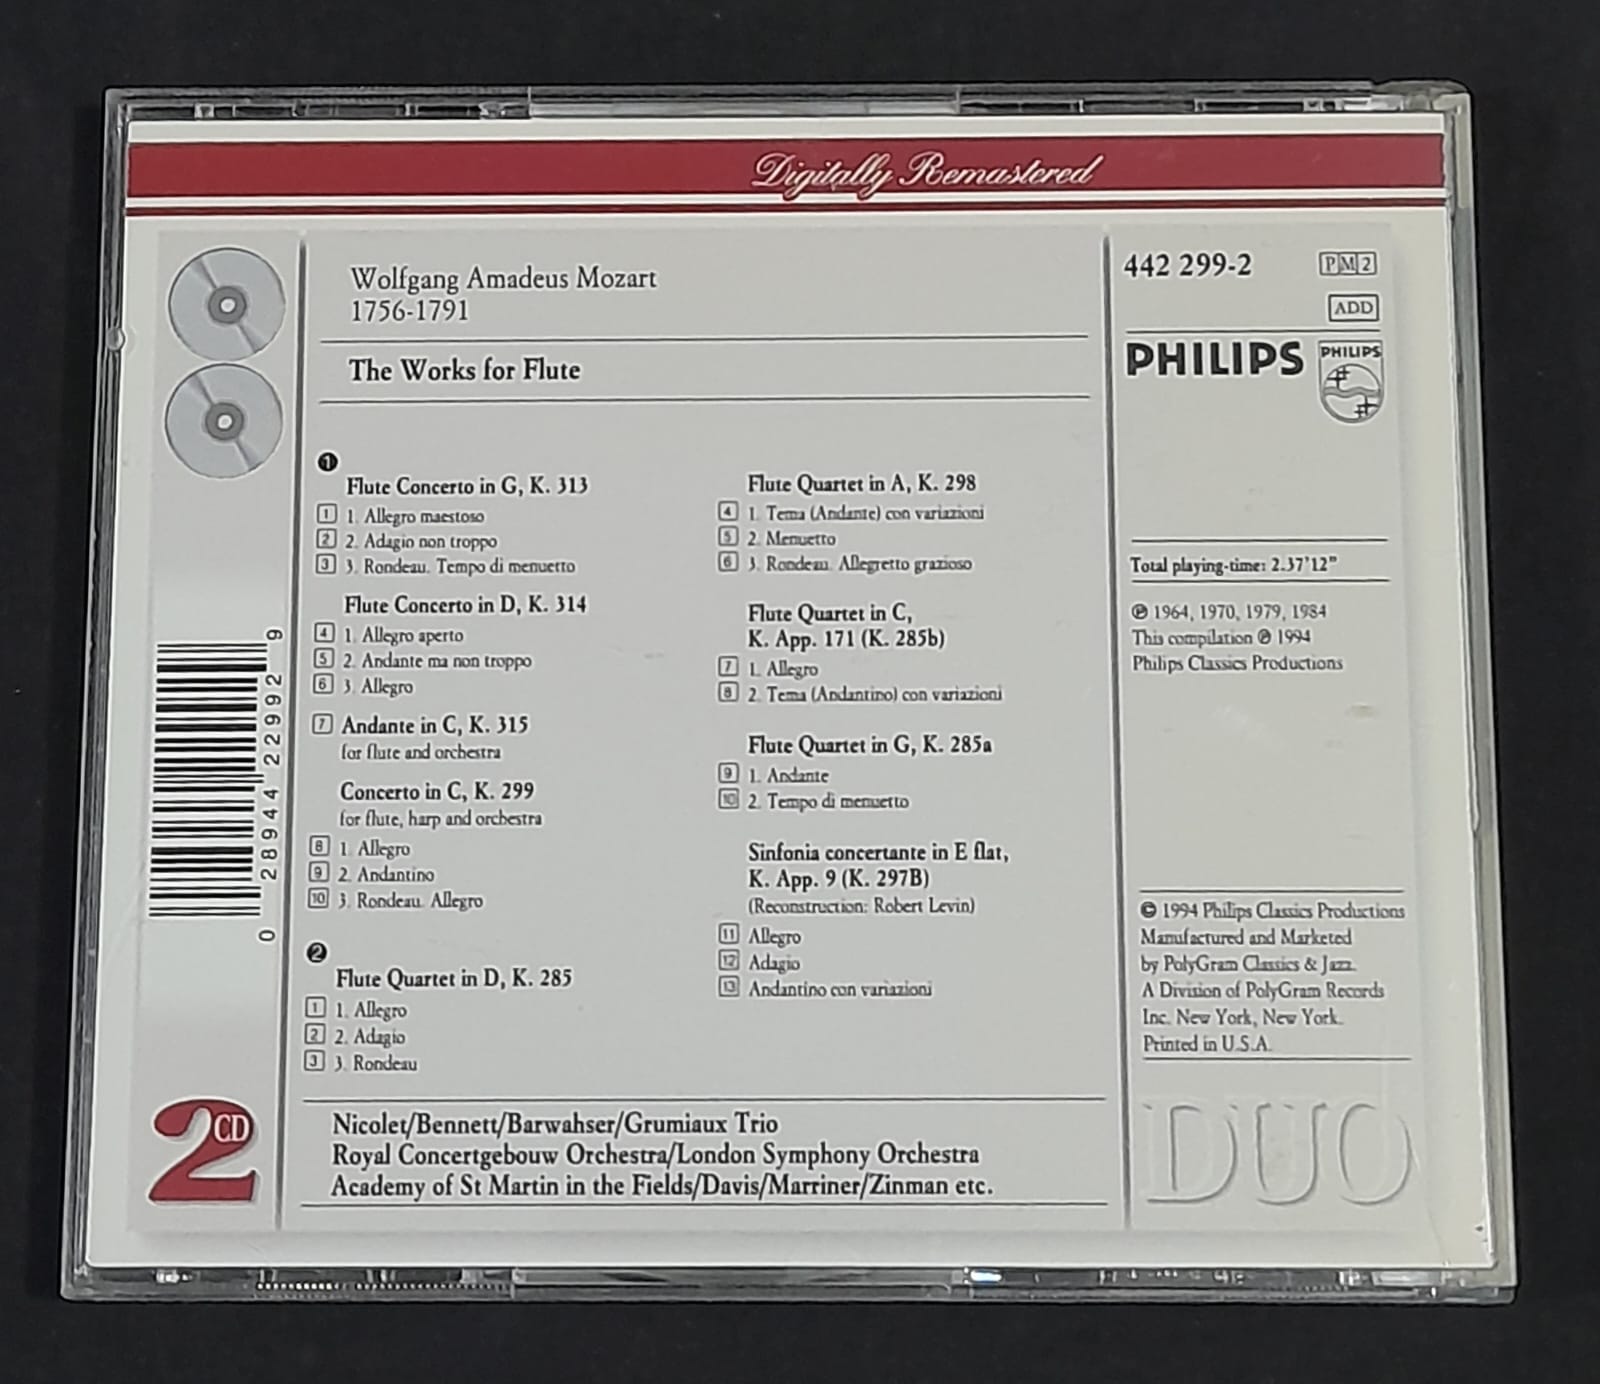 Digitally Remastered
Wolfgang Amadeus Mozart
1756-1791
The Works for Flute
1
Flute Concerto in G, K. 313
1 1. Allegro maestoso
2 2. Adagio non troppo
3 3. Rondeau. Tempo di menuetto
Flute Concerto in D, K. 314
4 1. Allegro aperto
5 2. Andante ma non troppo
6 3. Allegro
7 Andante in C, K. 315
for flute and orchestra
Concerto in C, K. 299
for flute, harp and orchestra
8 1. Allegro
9 2. Andantino
10 3. Rondeau. Allegro
2
Flute Quartet in D, K. 285
1 1. Allegro
2 2. Adagio
3 3. Rondeau
Flute Quartet in A, K. 298
4 1. Tema (Andante) con variazioni
5 2. Menuetto
6 3. Rondeau. Allegretto grazioso
Flute Quartet in C,
K. App. 171 (K. 285b)
7 1. Allegro
8 2. Tema (Andantino) con variazioni
Flute Quartet in G, K. 285a
9 1. Andante
10 2. Tempo di menuetto
Sinfonia concertante in E flat,
K. App. 9 (K. 297B)
(Reconstruction: Robert Levin)
11 Allegro
12 Adagio
13 Andantino con variazioni
Nicolet/Bennett/Barwahser/Grumiaux Trio
Royal Concertgebouw Orchestra/London Symphony Orchestra
Academy of St Martin in the Fields/Davis/Marriner/Zinman etc.
442 299-2
PM2
ADD
PHILIPS
PHILIPS
Total playing-time: 2.37'12"
℗ 1964, 1970, 1979, 1984
This compilation ℗ 1994
Philips Classics Productions
© 1994 Philips Classics Productions
Manufactured and Marketed
by PolyGram Classics & Jazz.
A Division of PolyGram Records
Inc. New York, New York.
Printed in U.S.A.
DUO
0 28944 22992 9
2CD